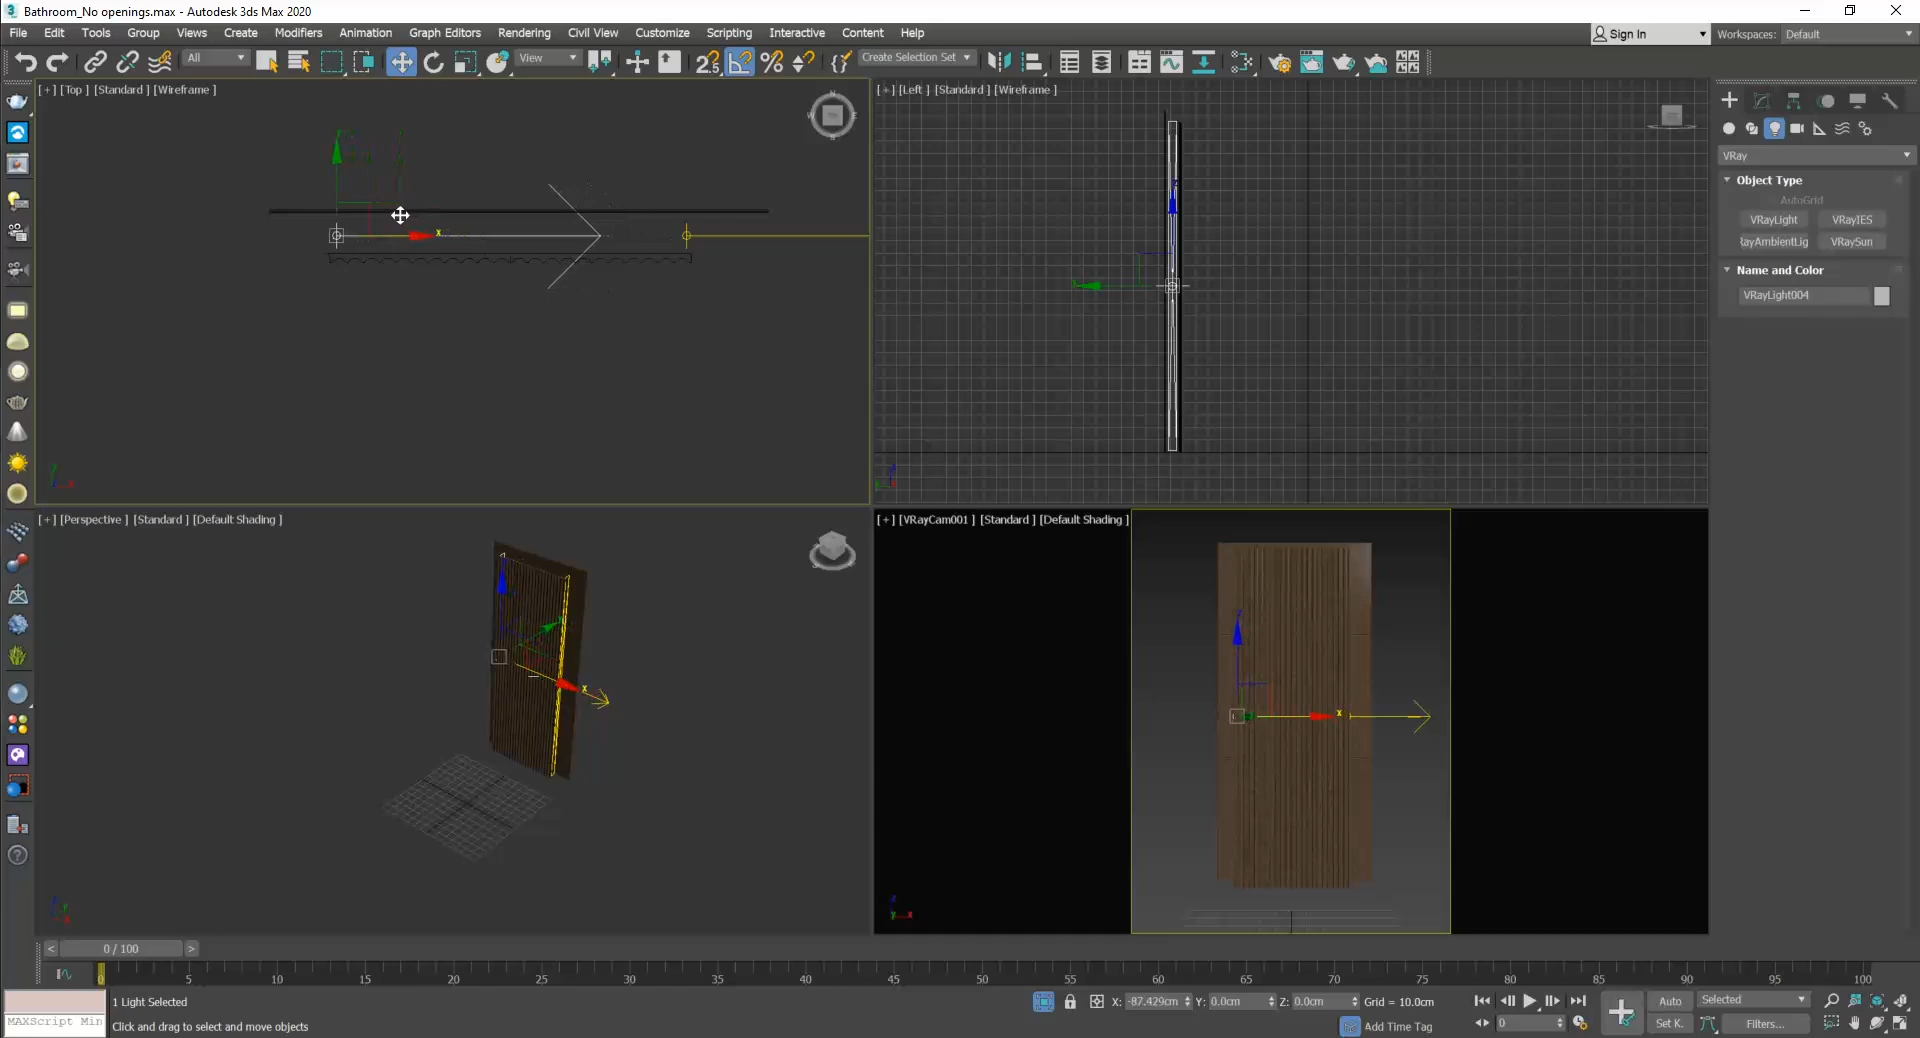 Bathroom_No openings.max - Autodesk 3ds Max 2020
File Edit Tools Group Views Create Modifiers Animation Graph Editors Rendering Civil View Customize Scripting Interactive Content Help
Sign In Workspaces: Default
All View Create Selection Set
[+] [Top ] [Standard ] [Wireframe ]
[+] [Left ] [Standard ] [Wireframe ]
VRay
Object Type
AutoGrid
VRayLight VRayIES
RayAmbientLig VRaySun
Name and Color
VRayLight004
[+] [Perspective ] [Standard ] [Default Shading ]
[+] [VRayCam001 ] [Standard ] [Default Shading ]
< 0 / 100 >
0 5 10 15 20 25 30 35 40 45 50 55 60 65 70 75 80 85 90 95 100
1 Light Selected
X: -87.429cm Y: 0.0cm Z: 0.0cm Grid = 10.0cm
Auto Selected
MAXScript Min
Click and drag to select and move objects
Add Time Tag
0
Set K. Filters...